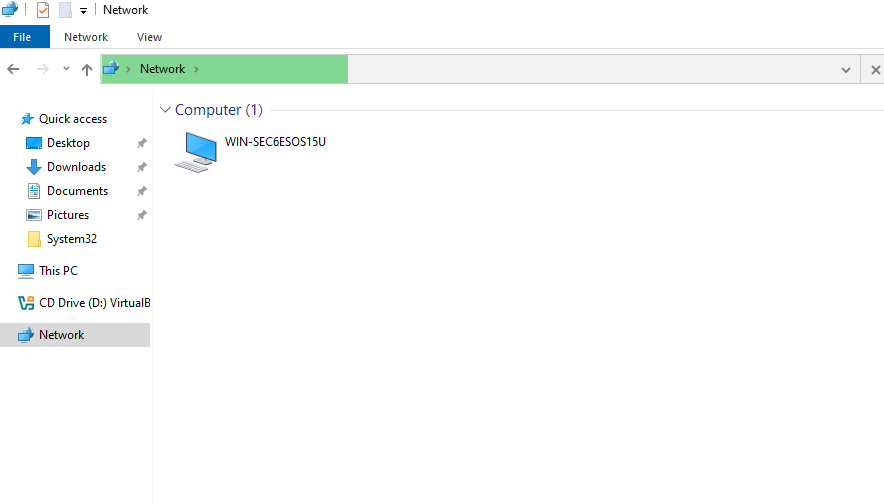 Network
File Network View
Network
Computer (1)
WIN-SEC6ESOS15U
Quick access
Desktop
Downloads
Documents
Pictures
System32
This PC
CD Drive (D:) VirtualB
Network